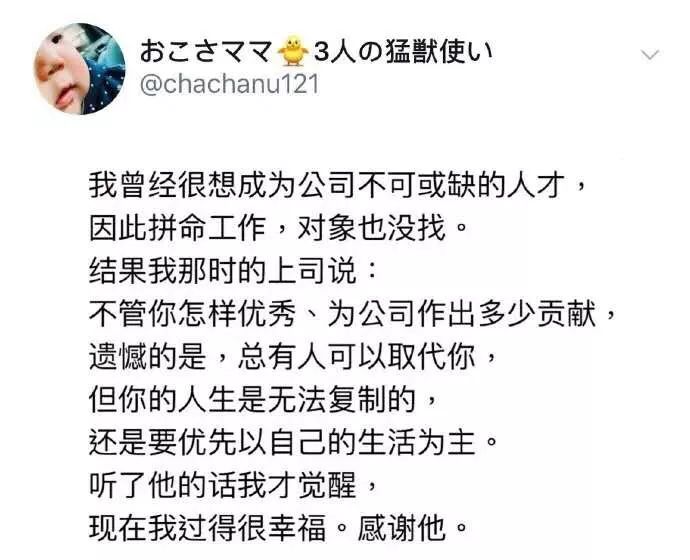 おこさママ🐥3人の猛獣使い
@chachanu121
我曾经很想成为公司不可或缺的人才，
因此拼命工作，对象也没找。
结果我那时的上司说：
不管你怎样优秀、为公司作出多少贡献，
遗憾的是，总有人可以取代你，
但你的人生是无法复制的，
还是要优先以自己的生活为主。
听了他的话我才觉醒，
现在我过得很幸福。感谢他。